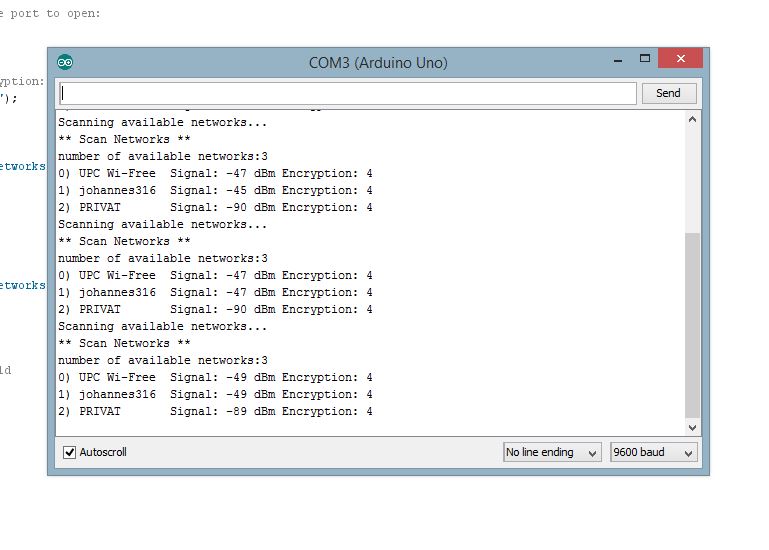 e port to open:
COM3 (Arduino Uno)
yption:
");
Send
etworks
etworks
ld
Scanning available networks...
** Scan Networks **
number of available networks:3
0) UPC Wi-Free  Signal: -47 dBm Encryption: 4
1) johannes316  Signal: -45 dBm Encryption: 4
2) PRIVAT       Signal: -90 dBm Encryption: 4
Scanning available networks...
** Scan Networks **
number of available networks:3
0) UPC Wi-Free  Signal: -47 dBm Encryption: 4
1) johannes316  Signal: -47 dBm Encryption: 4
2) PRIVAT       Signal: -90 dBm Encryption: 4
Scanning available networks...
** Scan Networks **
number of available networks:3
0) UPC Wi-Free  Signal: -49 dBm Encryption: 4
1) johannes316  Signal: -49 dBm Encryption: 4
2) PRIVAT       Signal: -89 dBm Encryption: 4
Autoscroll
No line ending
9600 baud